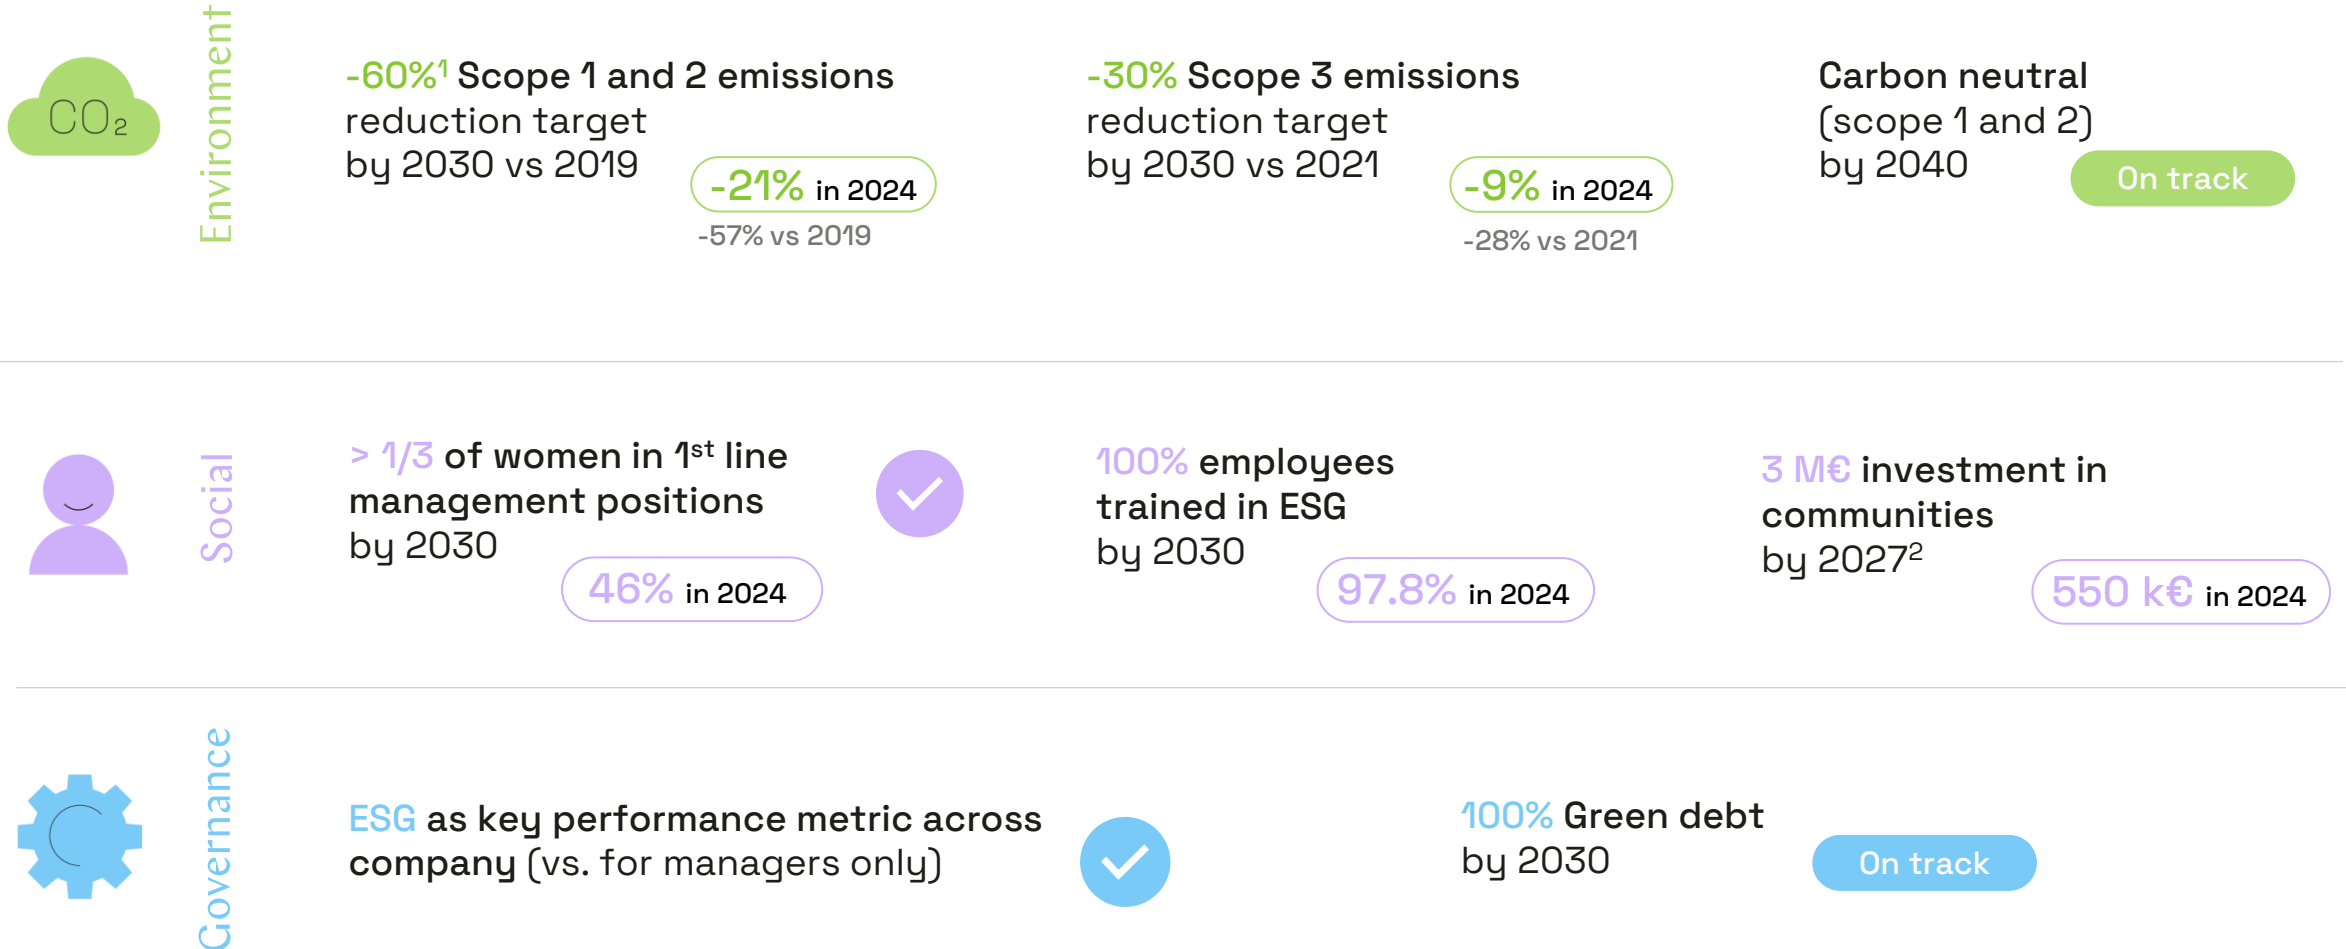 Environment
CO₂
-60%¹ Scope 1 and 2 emissions
reduction target
by 2030 vs 2019
-21% in 2024
-57% vs 2019
-30% Scope 3 emissions
reduction target
by 2030 vs 2021
-9% in 2024
-28% vs 2021
Carbon neutral
(scope 1 and 2)
by 2040
On track
Social
> 1/3 of women in 1st line
management positions
by 2030
46% in 2024
100% employees
trained in ESG
by 2030
97.8% in 2024
3 M€ investment in
communities
by 2027²
550 k€ in 2024
Governance
ESG as key performance metric across
company (vs. for managers only)
100% Green debt
by 2030
On track